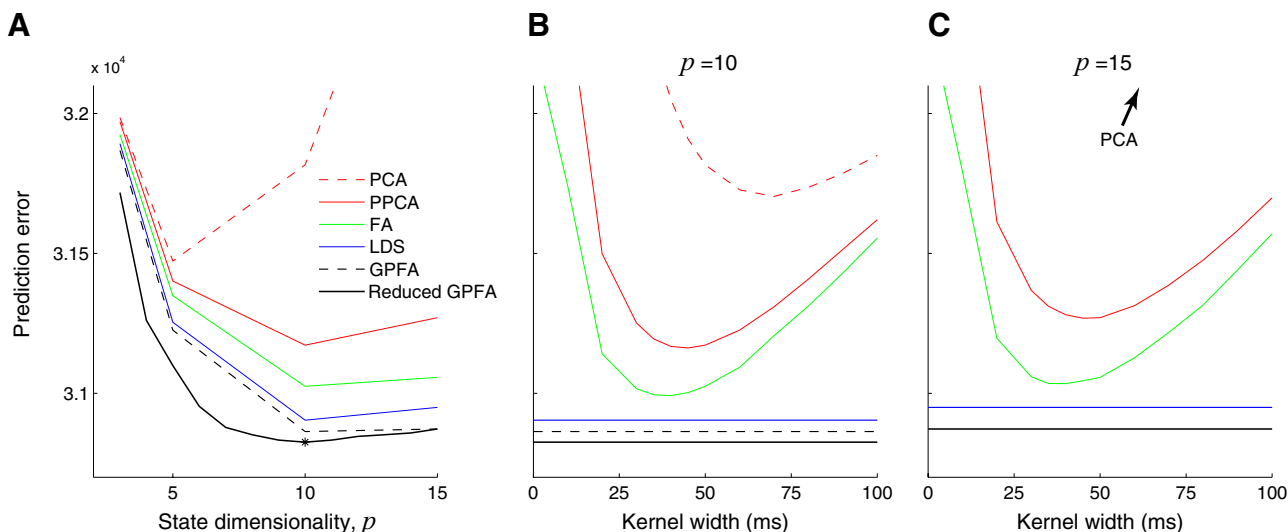 A
x 10⁴
3.2
3.15
3.1
Prediction error
5
10
15
State dimensionality, p
PCA
PPCA
FA
LDS
GPFA
Reduced GPFA
B
p =10
0
25
50
75
100
Kernel width (ms)
C
p =15
PCA
0
25
50
75
100
Kernel width (ms)